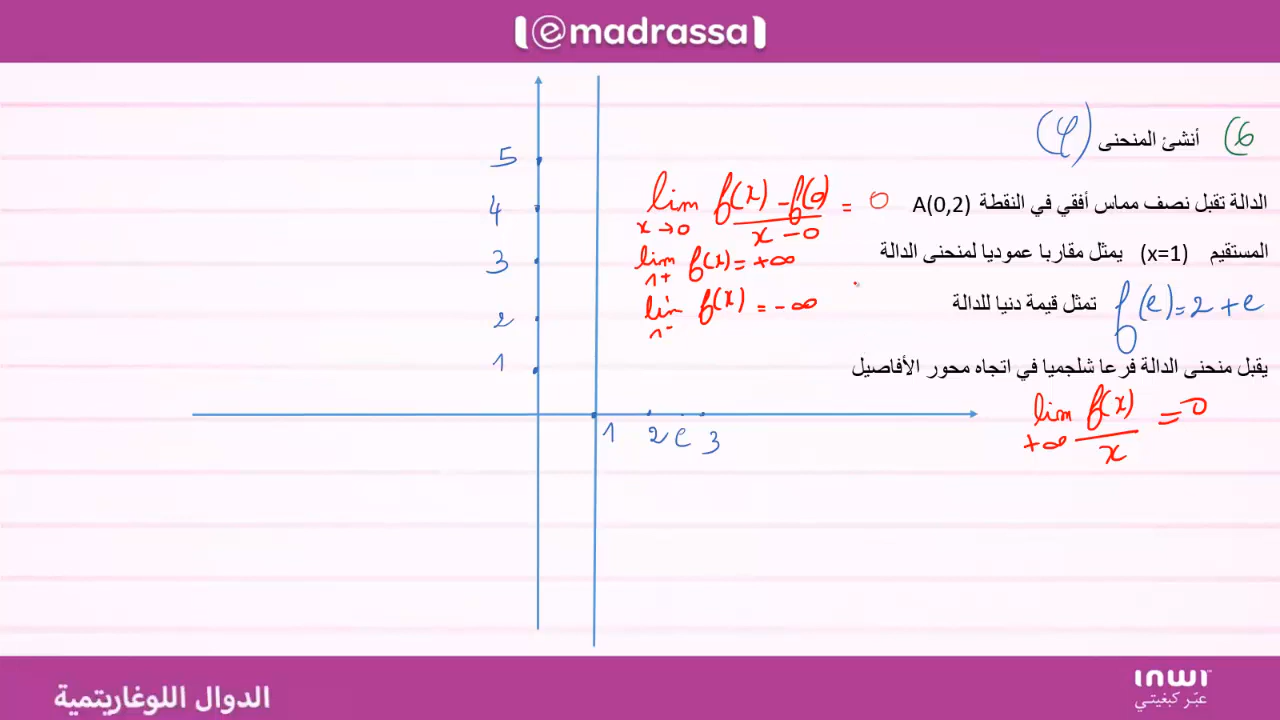 @madrassa
6) أنشئ المنحنى (φ)
الدالة تقبل نصف مماس أفقي في النقطة A(0,2)
lim x→0 f(x) - f(0) / x - 0 = 0
المستقيم (x=1) يمثل مقاربا عموديا لمنحنى الدالة
lim 1+ f(x) = +∞
f(e) = 2 + e تمثل قيمة دنيا للدالة
lim 1- f(x) = -∞
يقبل منحنى الدالة فرعا شلجميا في اتجاه محور الأفاصيل
lim +∞ f(x) / x = 0
5
4
3
2
1
1 2 e 3
الدوال اللوغاريتمية
inwi
عبّر كبغيتي